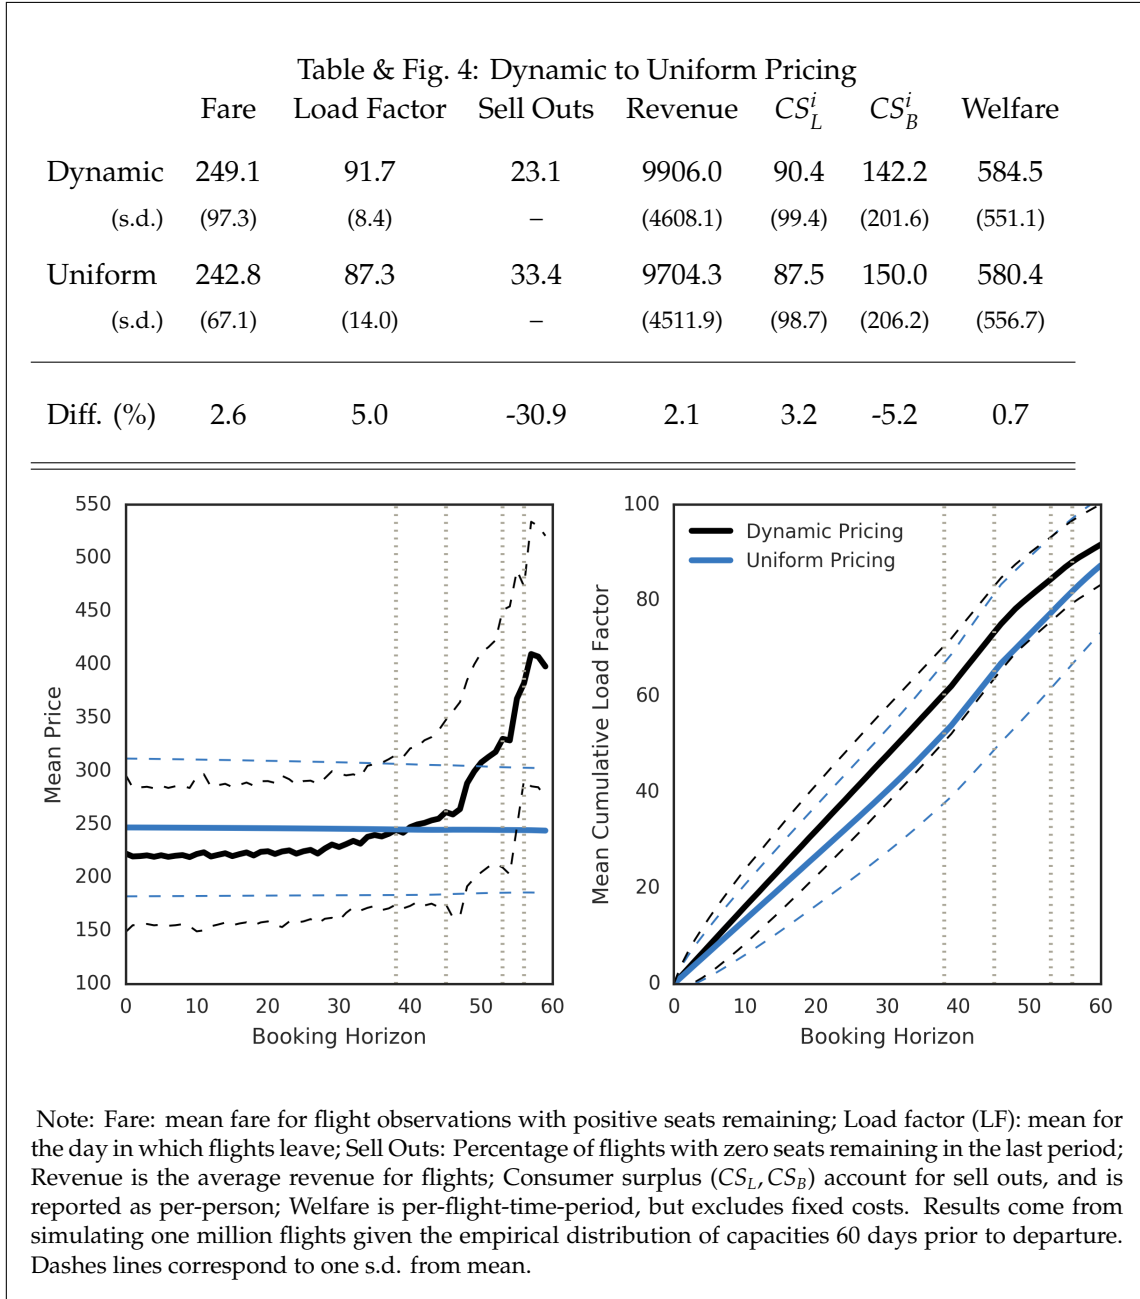 Table & Fig. 4: Dynamic to Uniform Pricing
Fare Load Factor Sell Outs Revenue CS_L^i CS_B^i Welfare
Dynamic 249.1 91.7 23.1 9906.0 90.4 142.2 584.5
(s.d.) (97.3) (8.4) – (4608.1) (99.4) (201.6) (551.1)
Uniform 242.8 87.3 33.4 9704.3 87.5 150.0 580.4
(s.d.) (67.1) (14.0) – (4511.9) (98.7) (206.2) (556.7)
Diff. (%) 2.6 5.0 -30.9 2.1 3.2 -5.2 0.7
Mean Price
550
500
450
400
350
300
250
200
150
100
0 10 20 30 40 50 60
Booking Horizon
Mean Cumulative Load Factor
100
80
60
40
20
0
Dynamic Pricing
Uniform Pricing
0 10 20 30 40 50 60
Booking Horizon
Note: Fare: mean fare for flight observations with positive seats remaining; Load factor (LF): mean for
the day in which flights leave; Sell Outs: Percentage of flights with zero seats remaining in the last period;
Revenue is the average revenue for flights; Consumer surplus (CS_L, CS_B) account for sell outs, and is
reported as per-person; Welfare is per-flight-time-period, but excludes fixed costs. Results come from
simulating one million flights given the empirical distribution of capacities 60 days prior to departure.
Dashes lines correspond to one s.d. from mean.